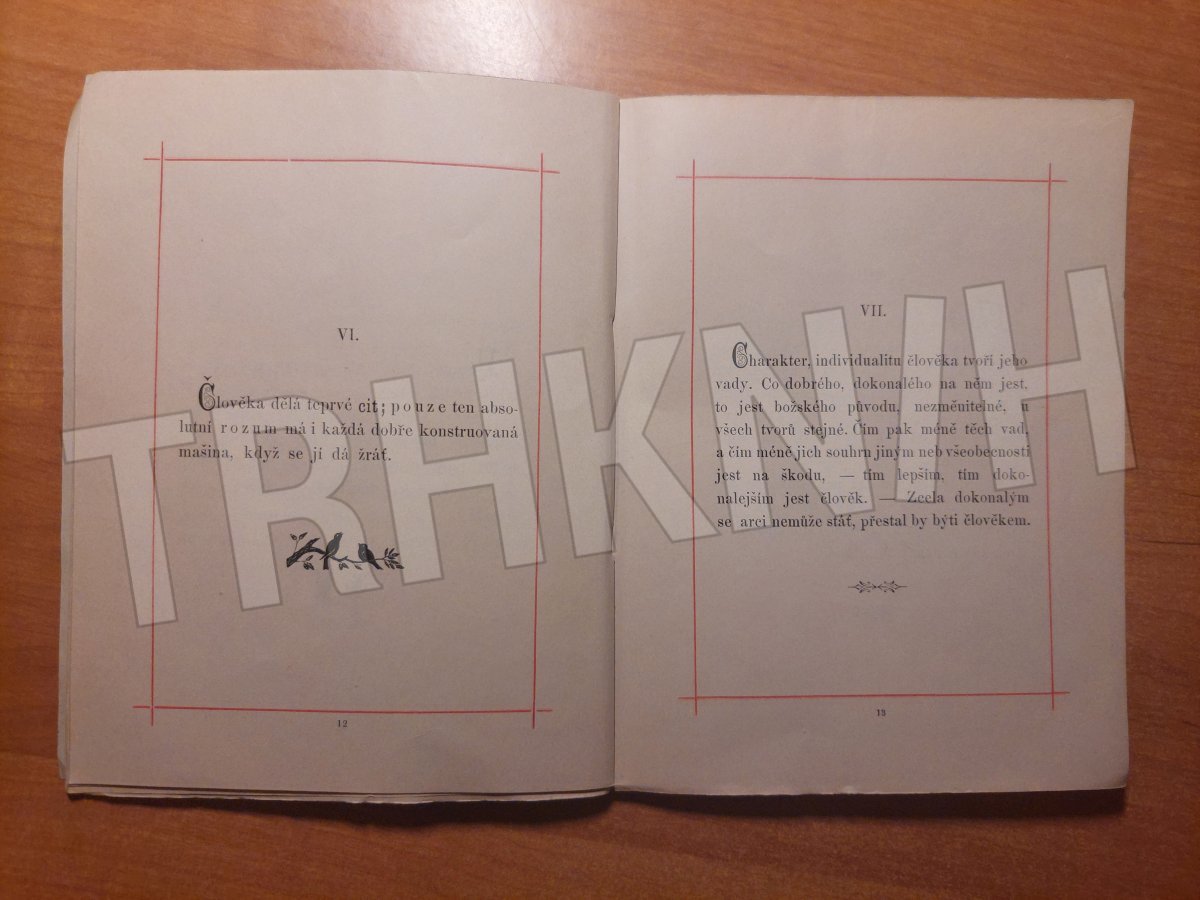 VI.
Člověka dělá teprvé cit; pouze ten abso-
lutní rozum má i každá dobře konstruovaná
mašina, když se jí dá žráť.
12
VII.
Charakter, individualitu člověka tvoří jeho
vady. Co dobrého, dokonalého na něm jest,
to jest božského původu, nezměnitelné, u
všech tvorů stejné. Čím pak méně těch vad,
a čím méně jich souhrn jiným neb všeobecnosti
jest na škodu, — tím lepším, tím doko-
nalejším jest člověk. — Zcela dokonalým
se arci nemůže státˇ, přestal by býti člověkem.
13
TRHKNIH